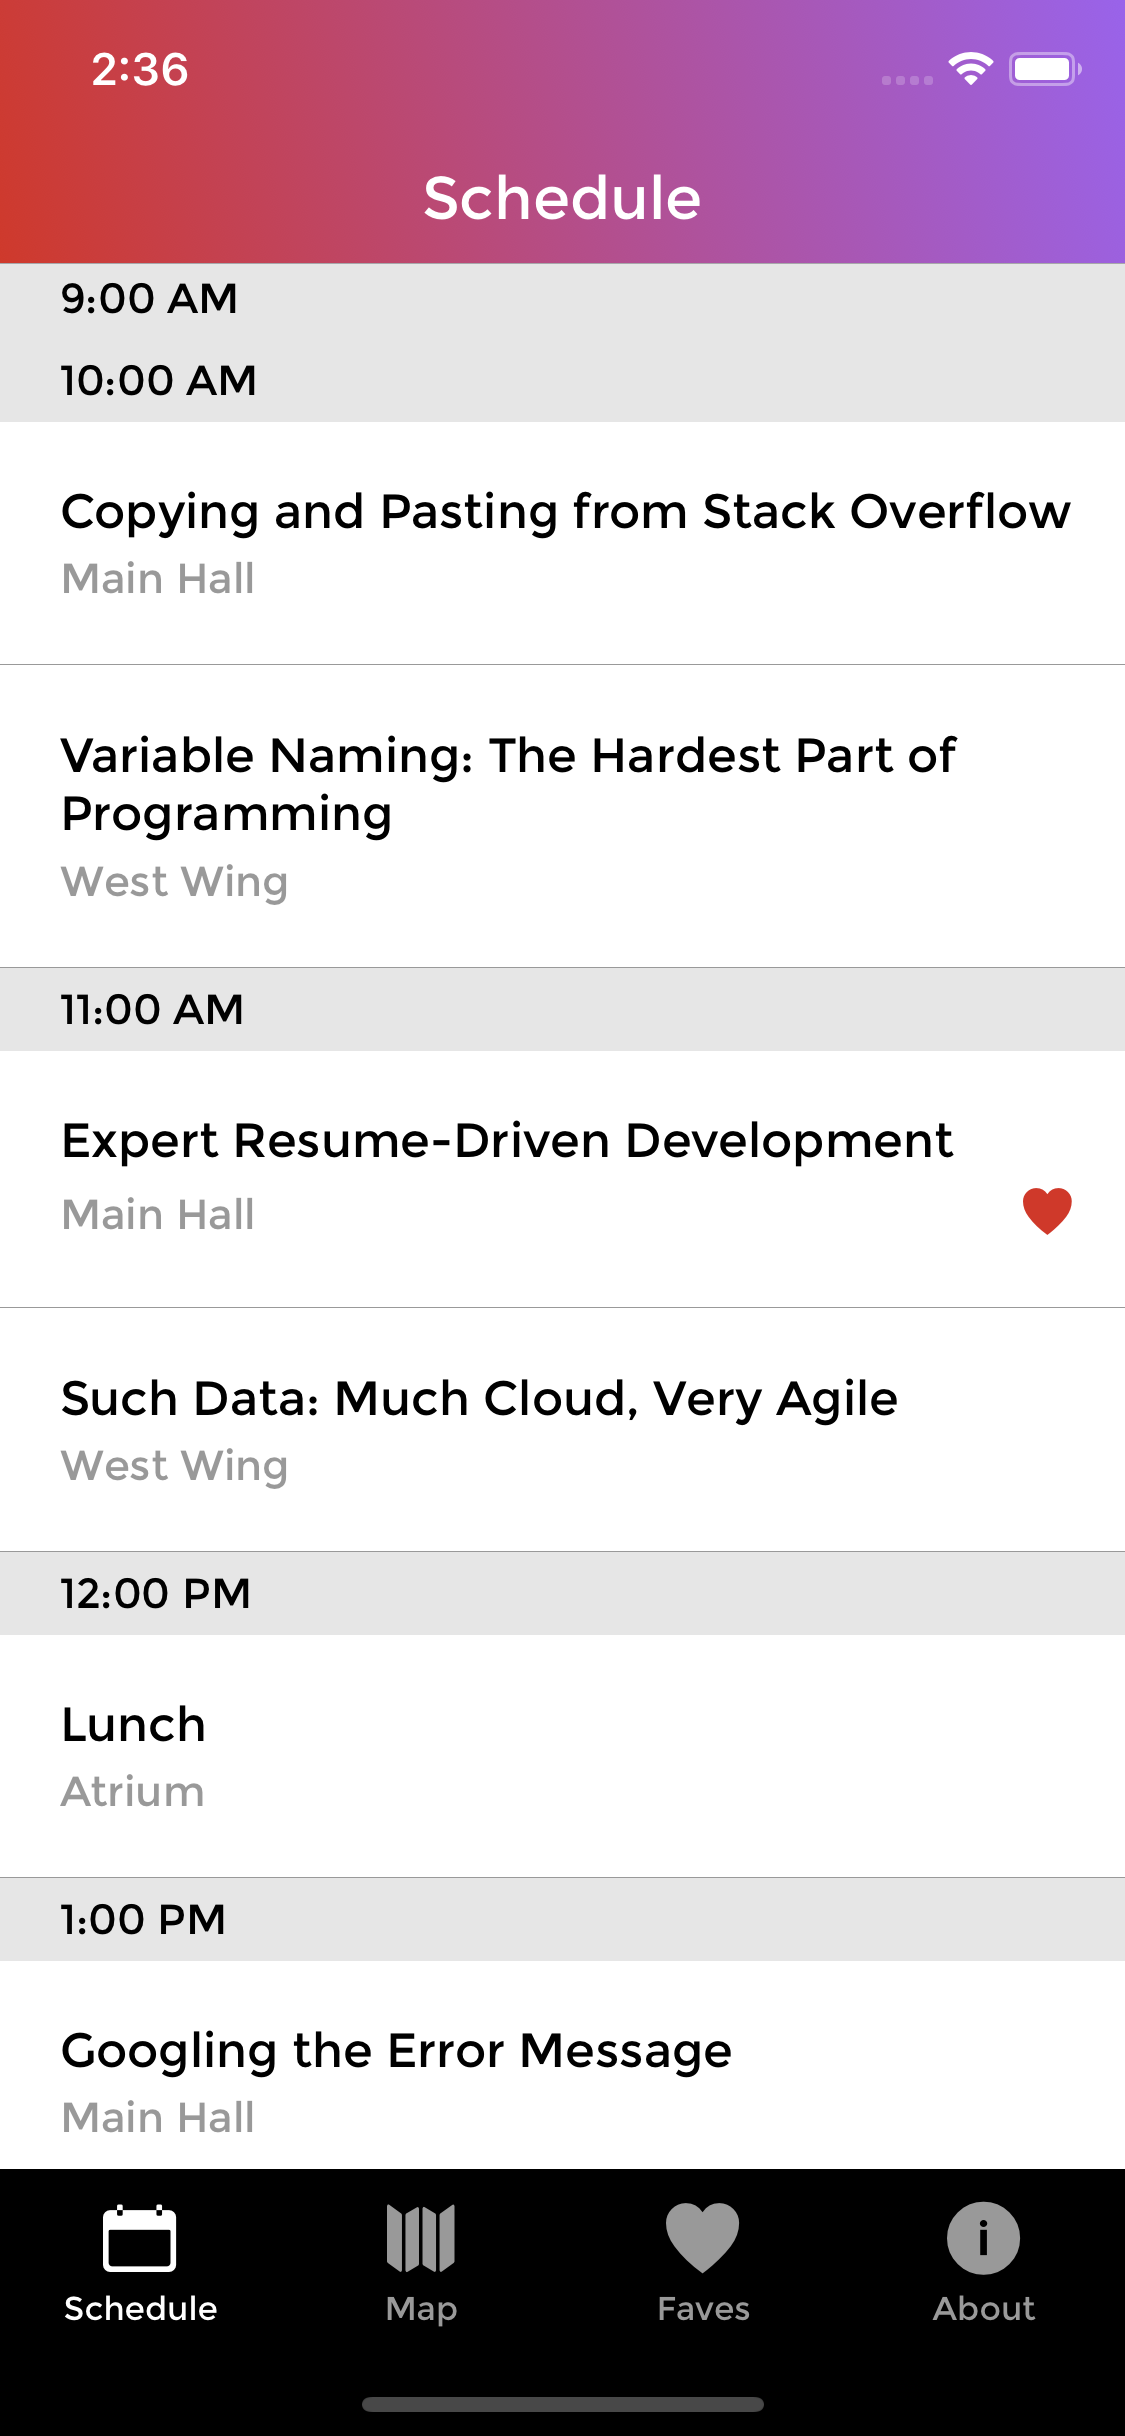 2:36
Schedule
9:00 AM
10:00 AM
Copying and Pasting from Stack Overflow
Main Hall
Variable Naming: The Hardest Part of
Programming
West Wing
11:00 AM
Expert Resume-Driven Development
Main Hall
Such Data: Much Cloud, Very Agile
West Wing
12:00 PM
Lunch
Atrium
1:00 PM
Googling the Error Message
Main Hall
Schedule
Map
Faves
About